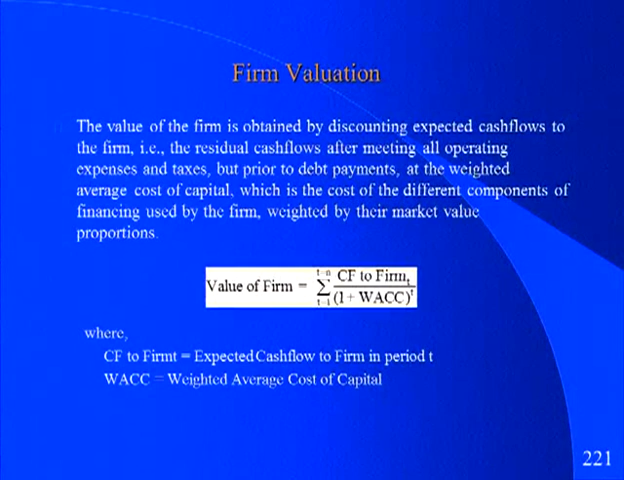 Firm Valuation
The value of the firm is obtained by discounting expected cashflows to
the firm, i.e., the residual cashflows after meeting all operating
expenses and taxes, but prior to debt payments, at the weighted
average cost of capital, which is the cost of the different components of
financing used by the firm, weighted by their market value
proportions.
Value of Firm = ∑ t=1 t=n CF to Firm_t / (1+ WACC)^t
where,
CF to Firmt = Expected Cashflow to Firm in period t
WACC = Weighted Average Cost of Capital
221